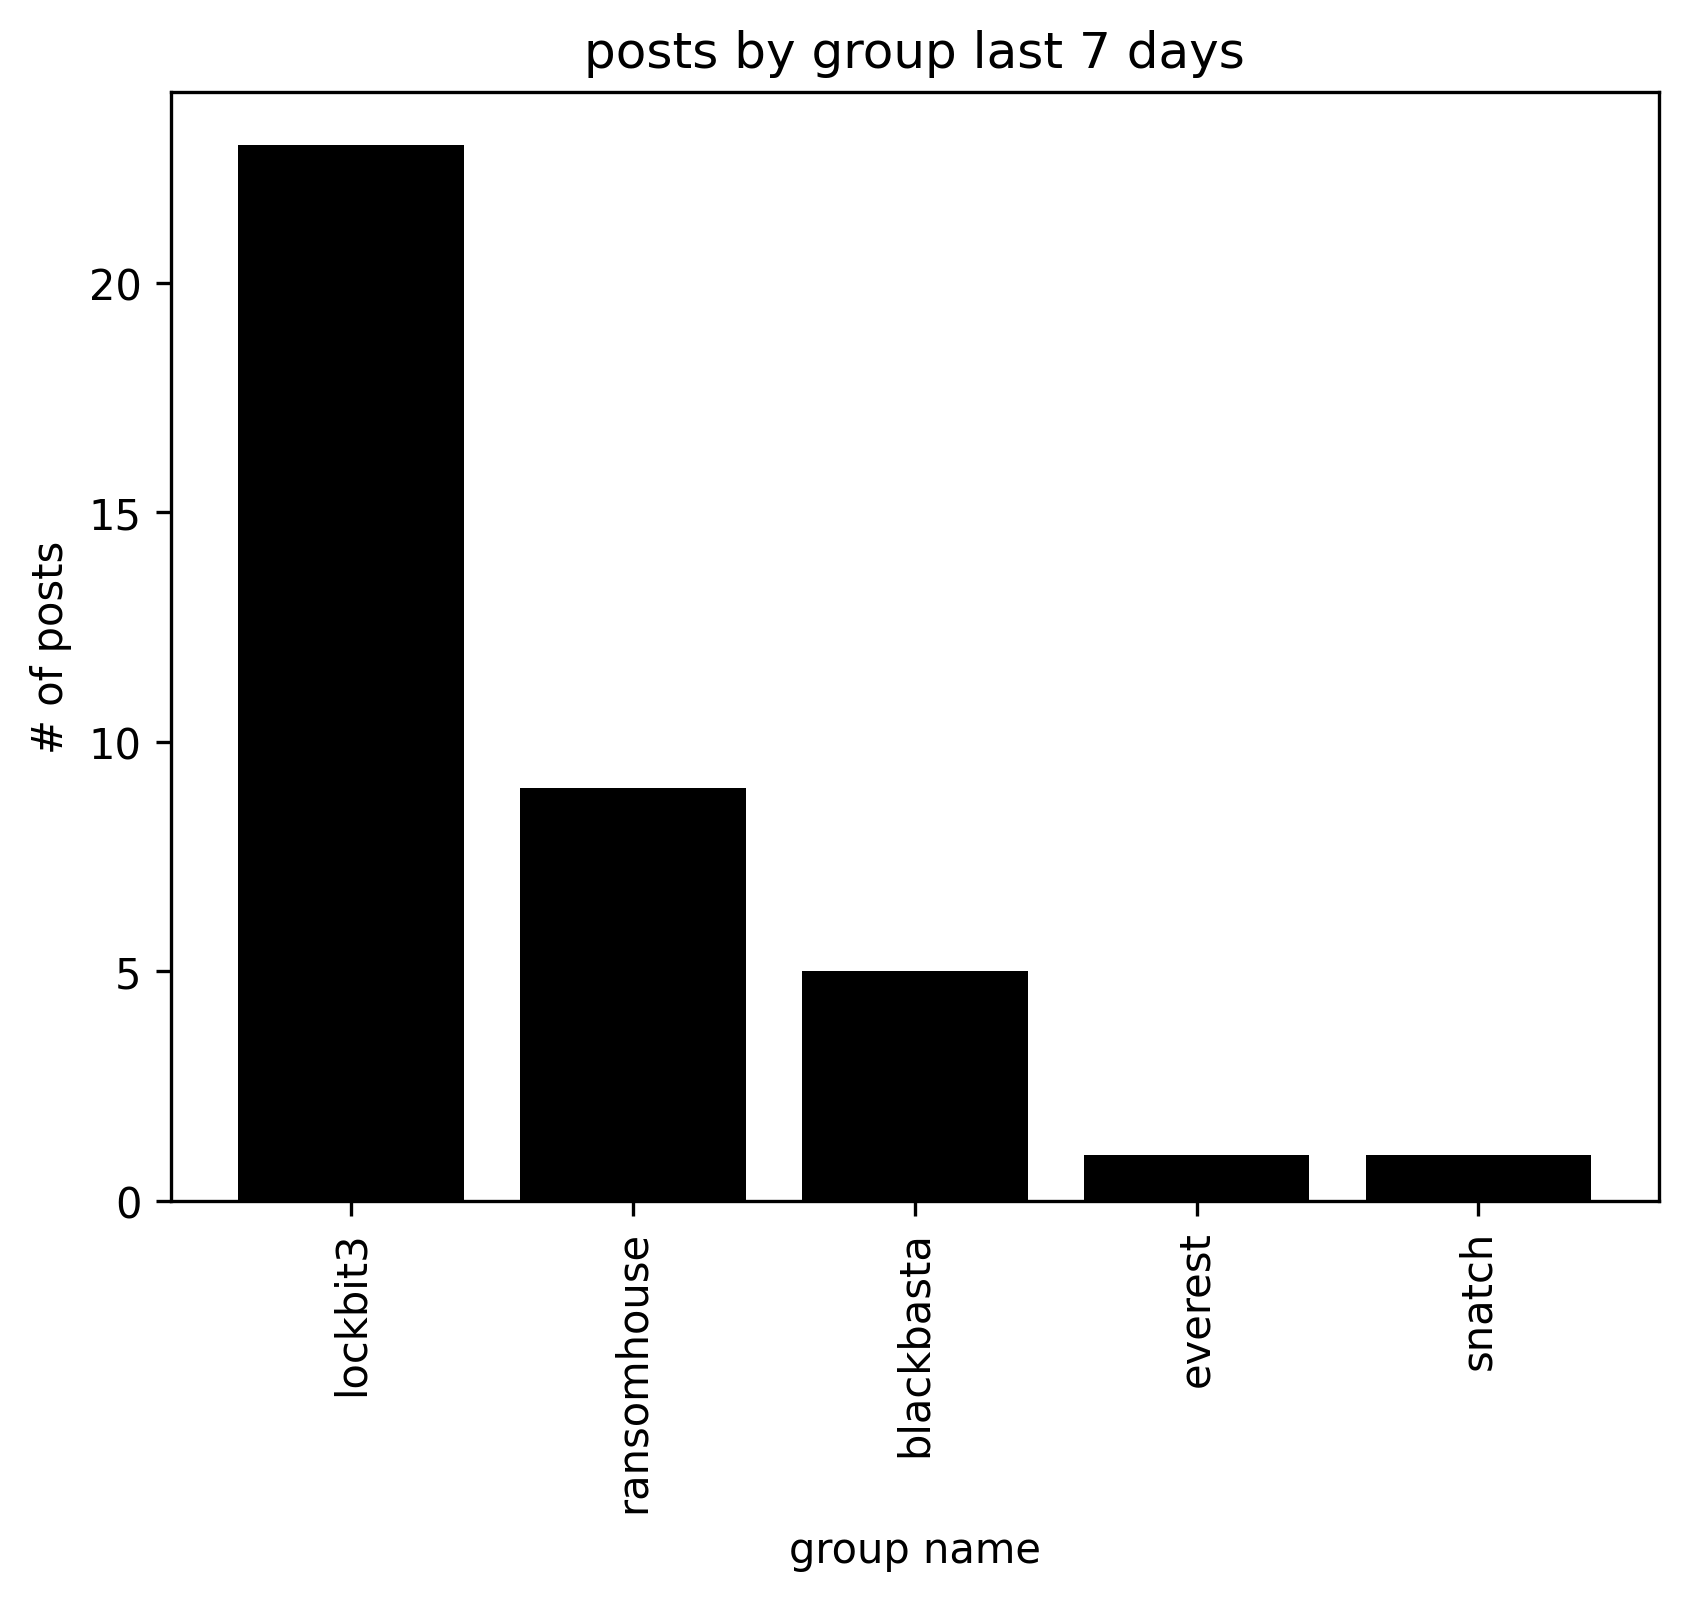 posts by group last 7 days
# of posts
20
15
10
5
0
lockbit3
ransomhouse
blackbasta
everest
snatch
group name